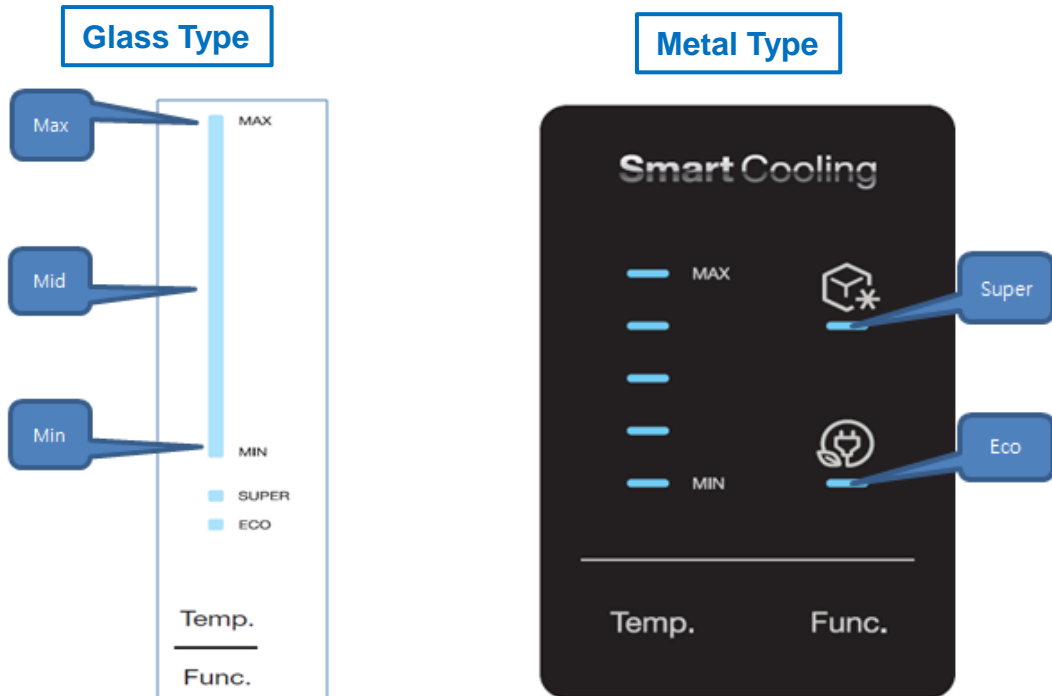 Glass Type
Max
Mid
Min
MAX
MIN
SUPER
ECO
Temp.
Func.
Metal Type
Smart Cooling
MAX
MIN
Super
Eco
Temp.
Func.